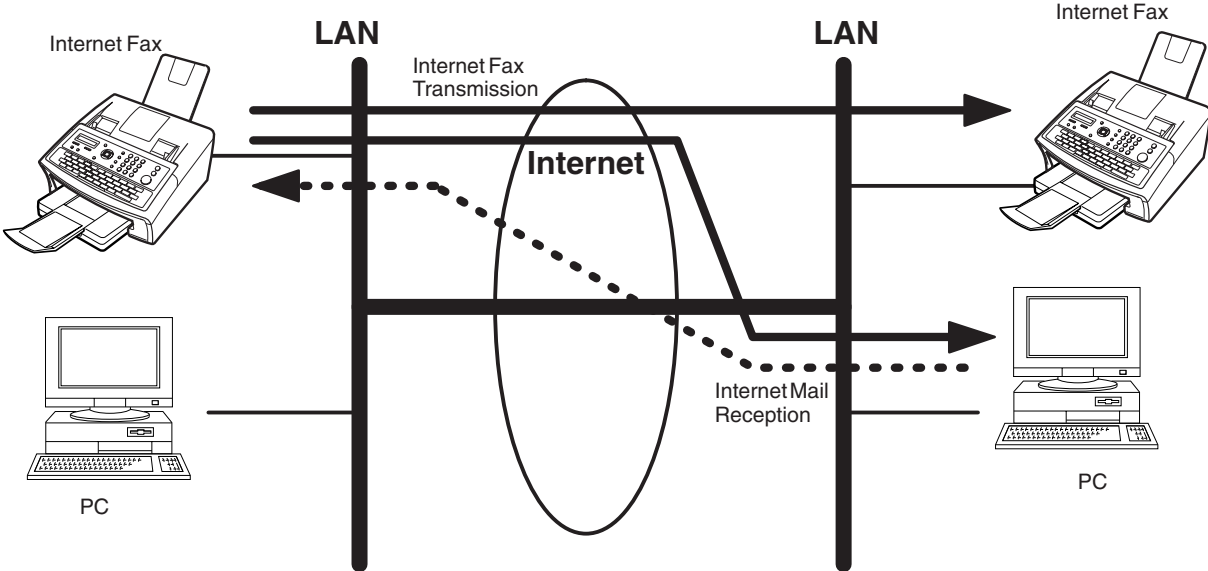 Internet Fax
LAN
LAN
Internet Fax
Internet Fax
Transmission
Internet
Internet Mail
Reception
PC
PC